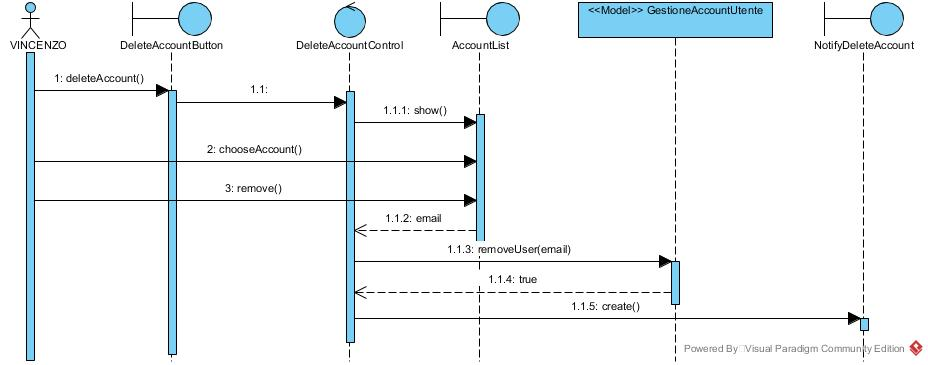 <<Model>> GestioneAccountUtente
VINCENZO
DeleteAccountButton
DeleteAccountControl
AccountList
NotifyDeleteAccount
1: deleteAccount()
1.1:
1.1.1: show()
2: chooseAccount()
3: remove()
1.1.2: email
1.1.3: removeUser(email)
1.1.4: true
1.1.5: create()
Powered By Visual Paradigm Community Edition